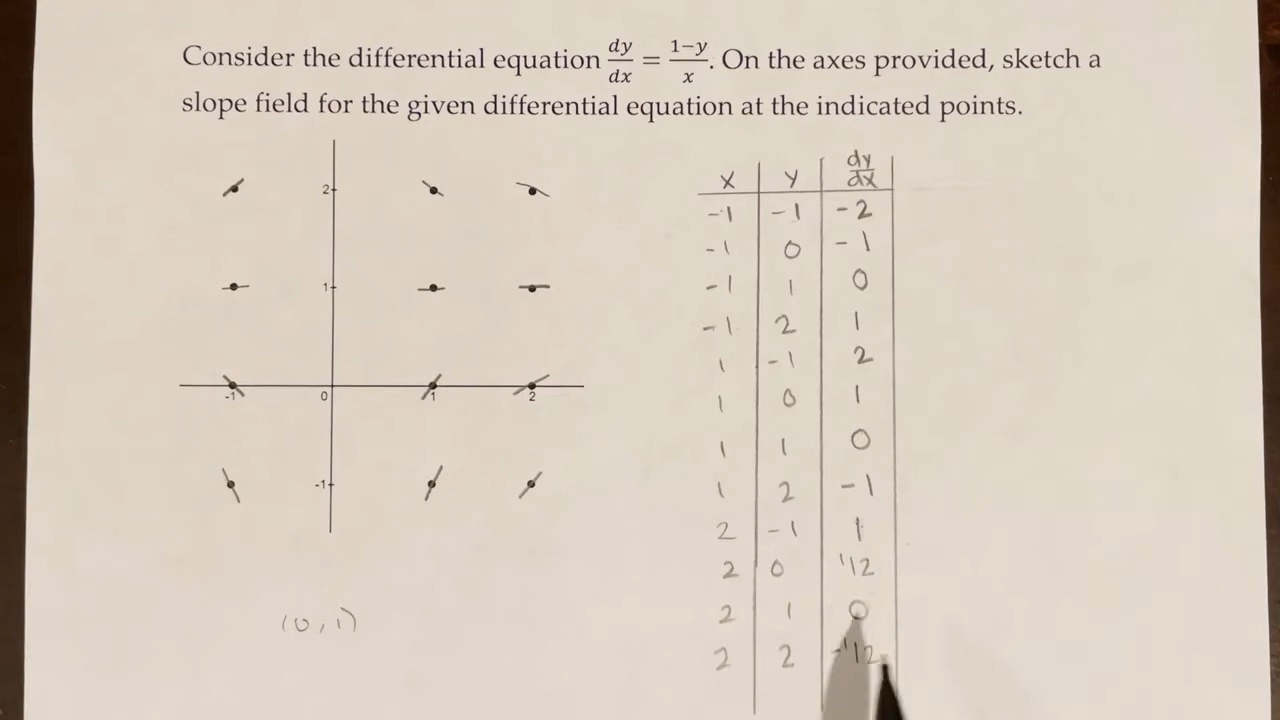 Consider the differential equation dy/dx = 1−y/x. On the axes provided, sketch a
slope field for the given differential equation at the indicated points.
2
1
-1 0 1 2
-1
(0,1)
x y dy/dx
-1 -1 -2
-1 0 -1
-1 1 0
-1 2 1
1 -1 2
1 0 1
1 1 0
1 2 -1
2 -1 1
2 0 1/2
2 1 0
2 2 -1/2